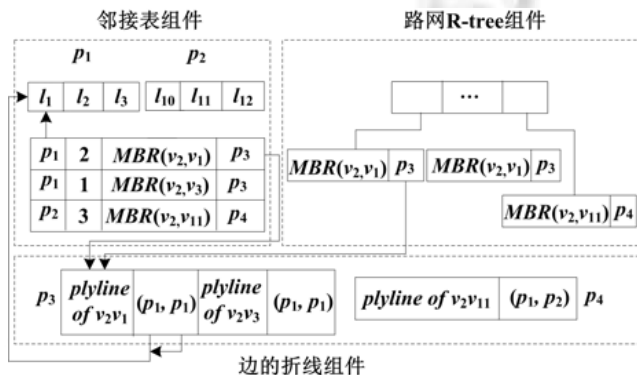 邻接表组件
路网R-tree组件
p₁ p₂
l₁ l₂ l₃ l₁₀ l₁₁ l₁₂
...
p₁ 2 MBR(v₂,v₁) p₃
p₁ 1 MBR(v₂,v₃) p₃
p₂ 3 MBR(v₂,v₁₁) p₄
MBR(v₂,v₁) p₃ MBR(v₂,v₁) p₃
MBR(v₂,v₁₁) p₄
p₃ plyline of v₂v₁ (p₁, p₁) plyline of v₂v₃ (p₁, p₁)
plyline of v₂v₁₁ (p₁, p₂) p₄
边的折线组件